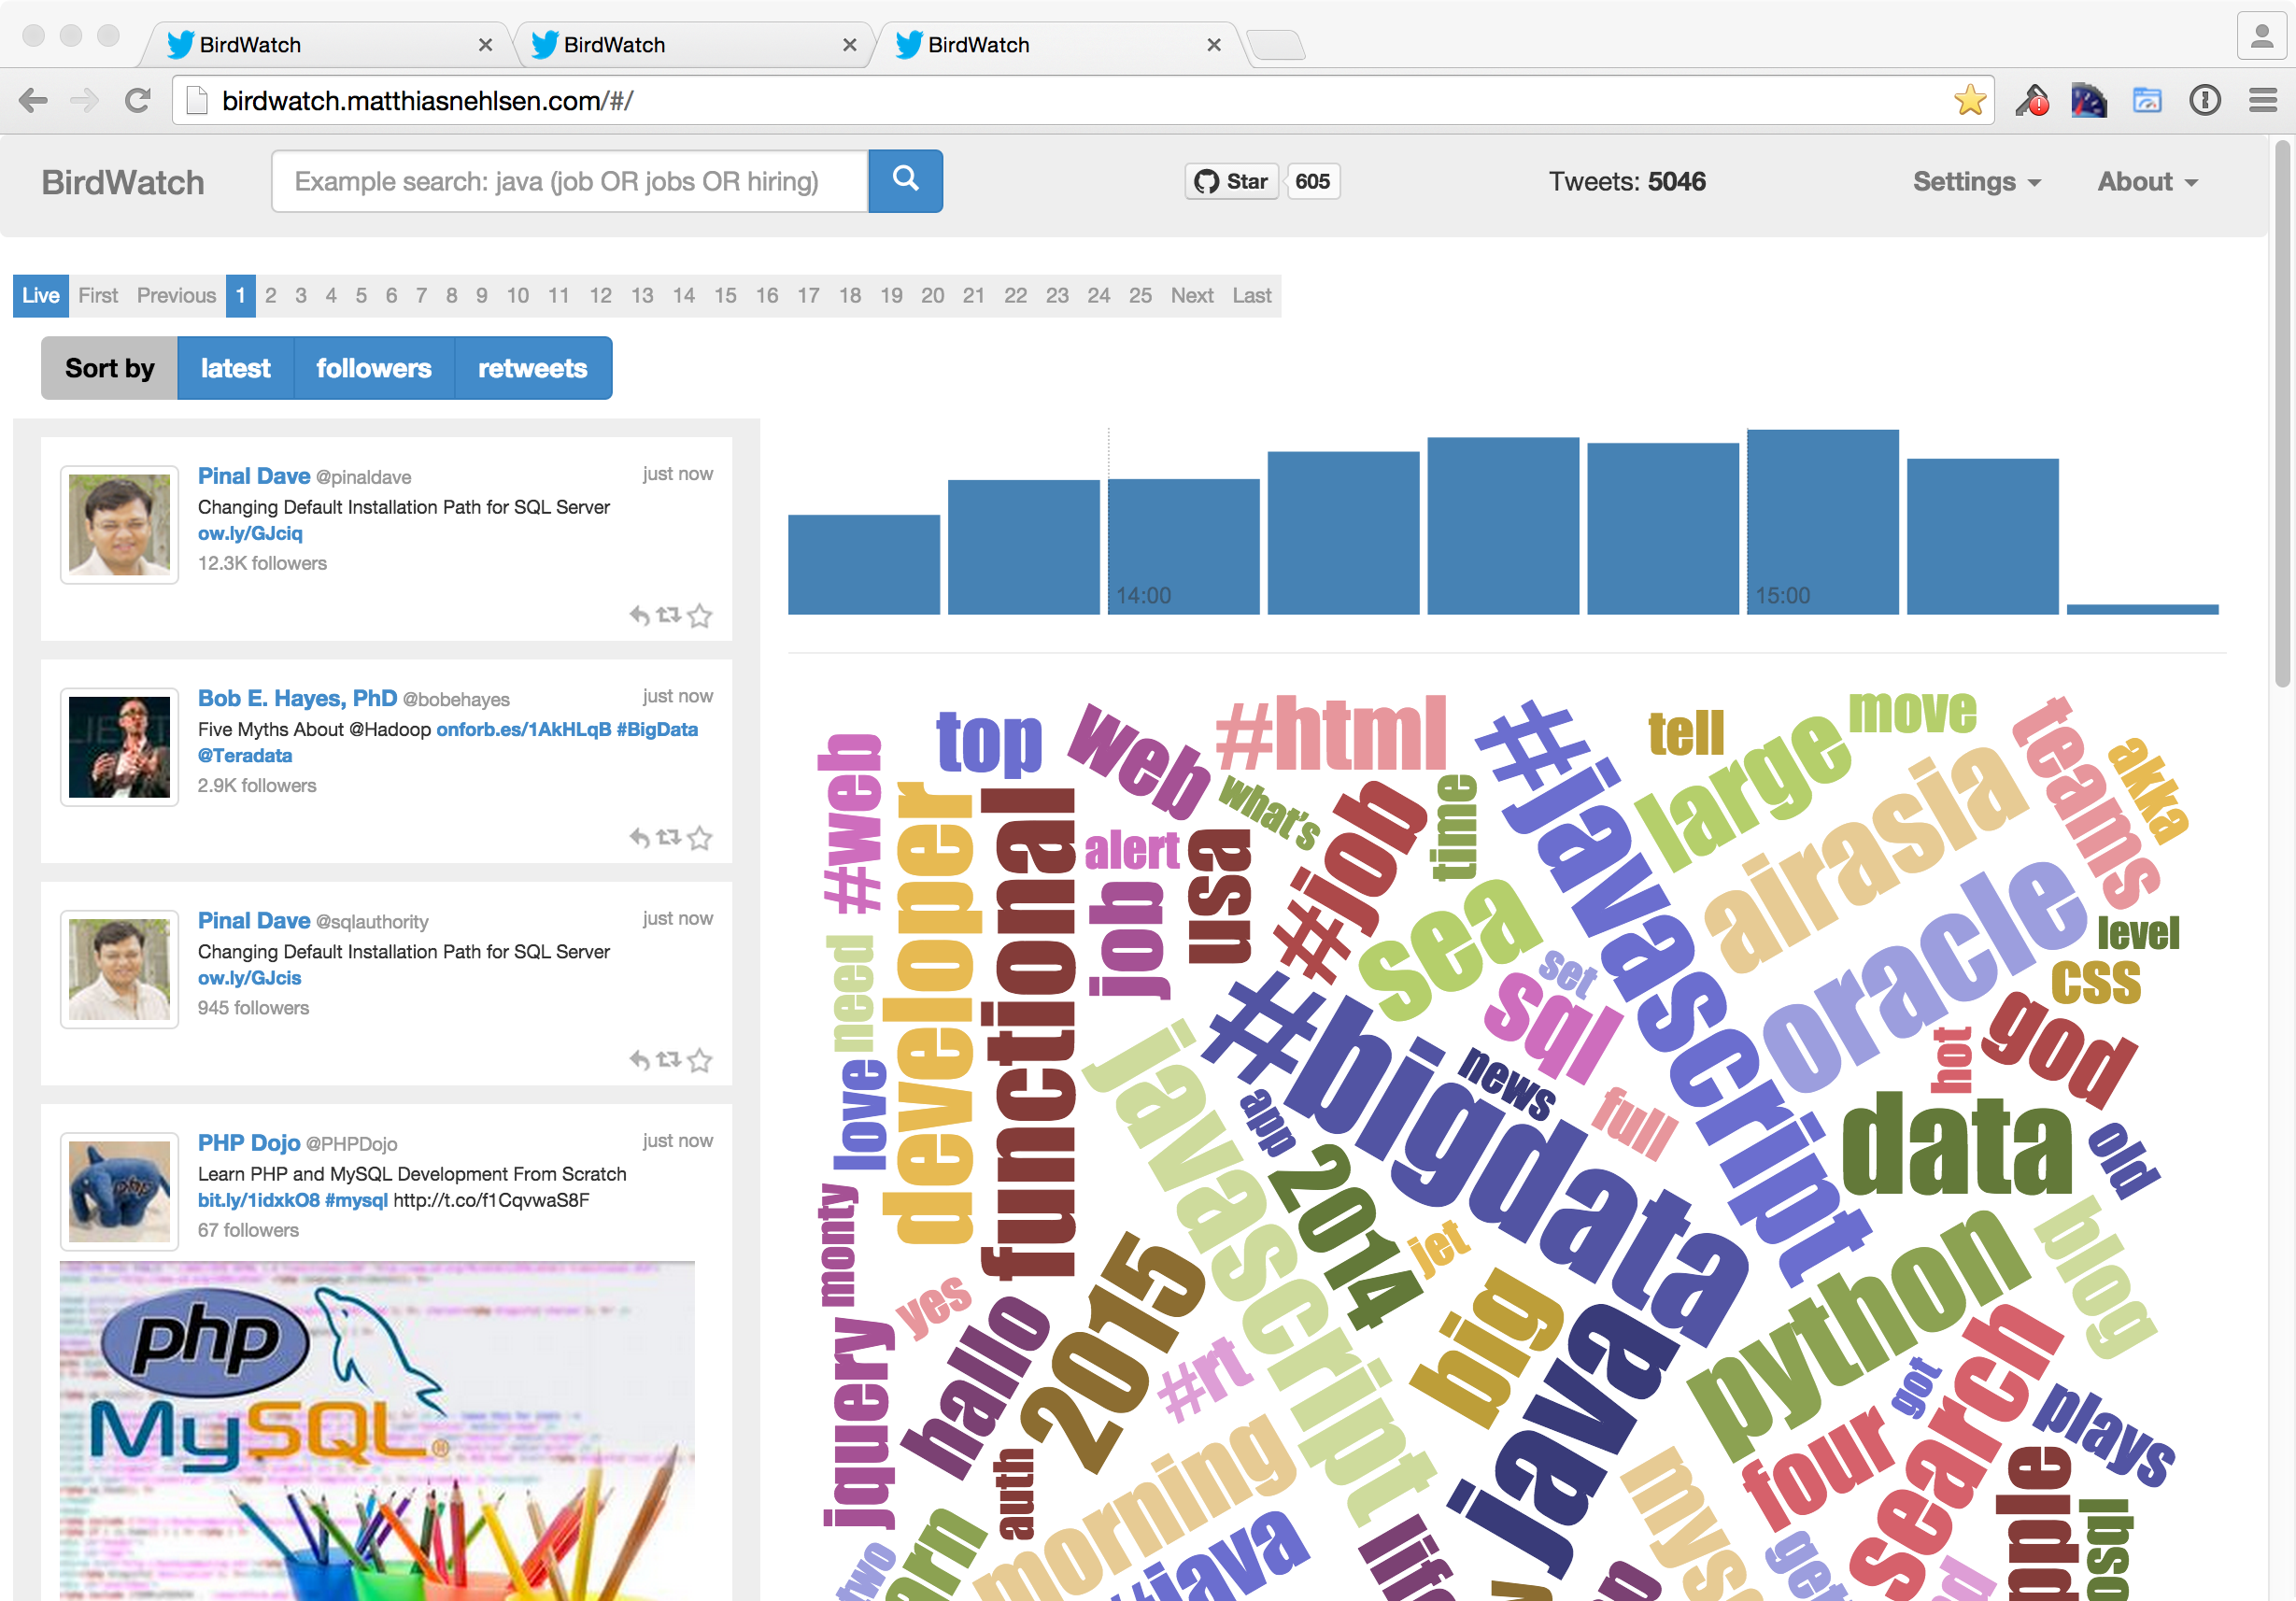 BirdWatch
BirdWatch
BirdWatch
birdwatch.matthiasnehlsen.com/#/
BirdWatch
Example search: java (job OR jobs OR hiring)
Star
605
Tweets: 5046
Settings
About
Live First Previous 1 2 3 4 5 6 7 8 9 10 11 12 13 14 15 16 17 18 19 20 21 22 23 24 25 Next Last
Sort by latest followers retweets
Pinal Dave @pinaldave just now
Changing Default Installation Path for SQL Server
ow.ly/GJciq
12.3K followers
Bob E. Hayes, PhD @bobehayes just now
Five Myths About @Hadoop onforb.es/1AkHLqB #BigData
@Teradata
2.9K followers
Pinal Dave @sqlauthority just now
Changing Default Installation Path for SQL Server
ow.ly/GJcis
945 followers
PHP Dojo @PHPDojo just now
Learn PHP and MySQL Development From Scratch
bit.ly/1idxkO8 #mysql http://t.co/f1CqvwaS8F
67 followers
php
MySQL
14:00
15:00
#web
top
web
#html
what's
#job
time
#javascript
tell
large
move
airasia
teams
akka
developer
functional
alert
job
usa
sea
set
sql
oracle
level
css
god
hot
need
love
javascript
#bigdata
news
app
full
data
old
2014
jet
monty
yes
hallo
2015
#rt
big
java
python
blog
jquery
auth
morning
#java
search
got
four
plays
two
get